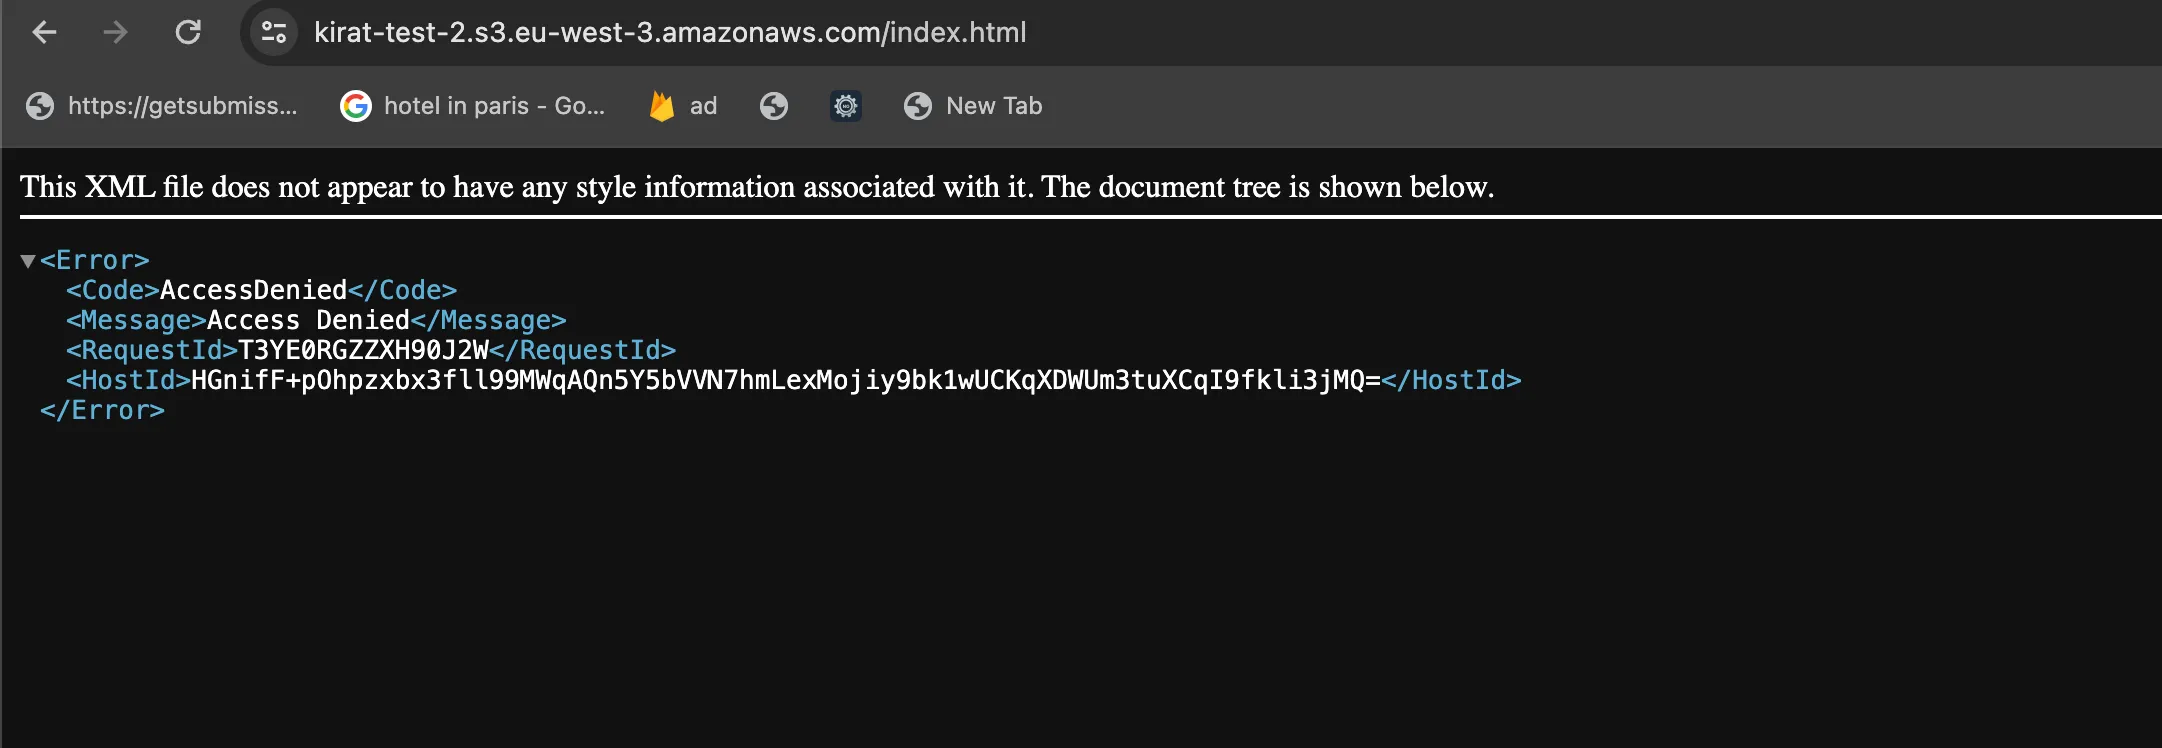 kirat-test-2.s3.eu-west-3.amazonaws.com/index.html
https://getsubmiss... hotel in paris - Go... ad New Tab
This XML file does not appear to have any style information associated with it. The document tree is shown below.
▼<Error>
<Code>AccessDenied</Code>
<Message>Access Denied</Message>
<RequestId>T3YE0RGZZXH90J2W</RequestId>
<HostId>HGnifF+pOhpzxbx3fll99MWqAQn5Y5bVVN7hmLexMojiy9bk1wUCKqXDWUm3tuXCqI9fkli3jMQ=</HostId>
</Error>